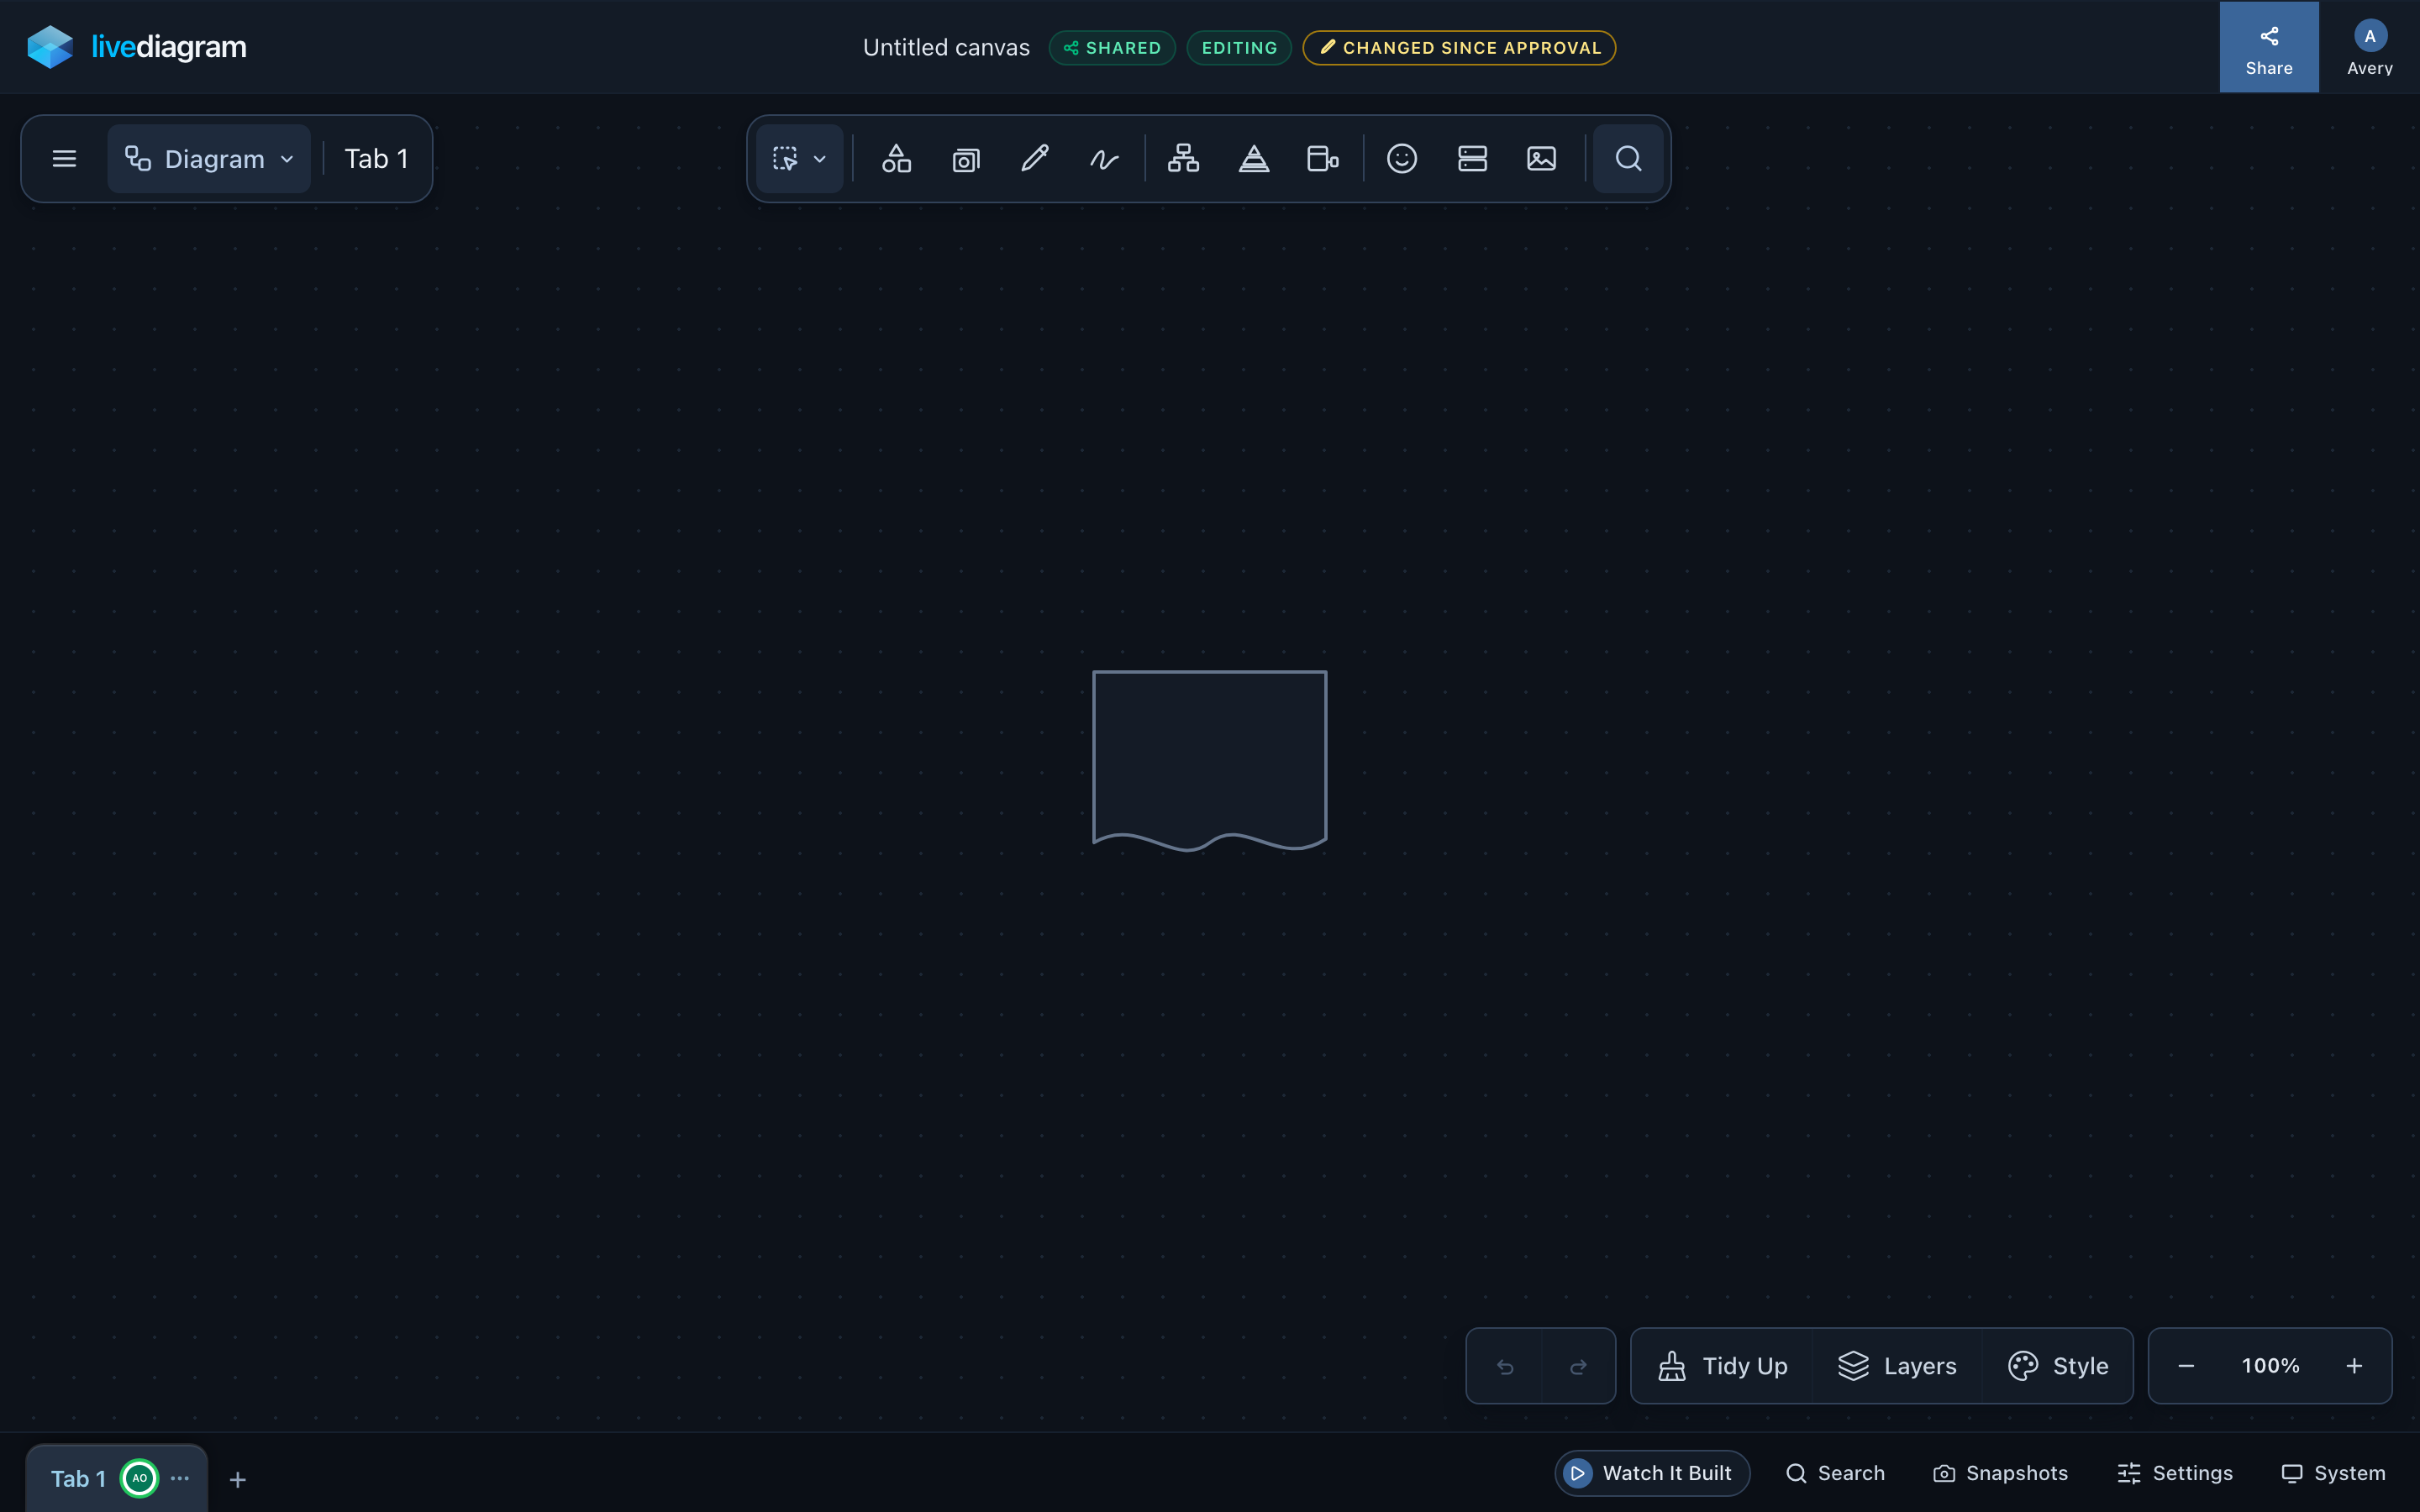 livediagram
Untitled canvas
SHARED
EDITING
CHANGED SINCE APPROVAL
Share
A
Avery
Diagram
Tab 1
Tidy Up
Layers
Style
100%
Tab 1
AO
Watch It Built
Search
Snapshots
Settings
System